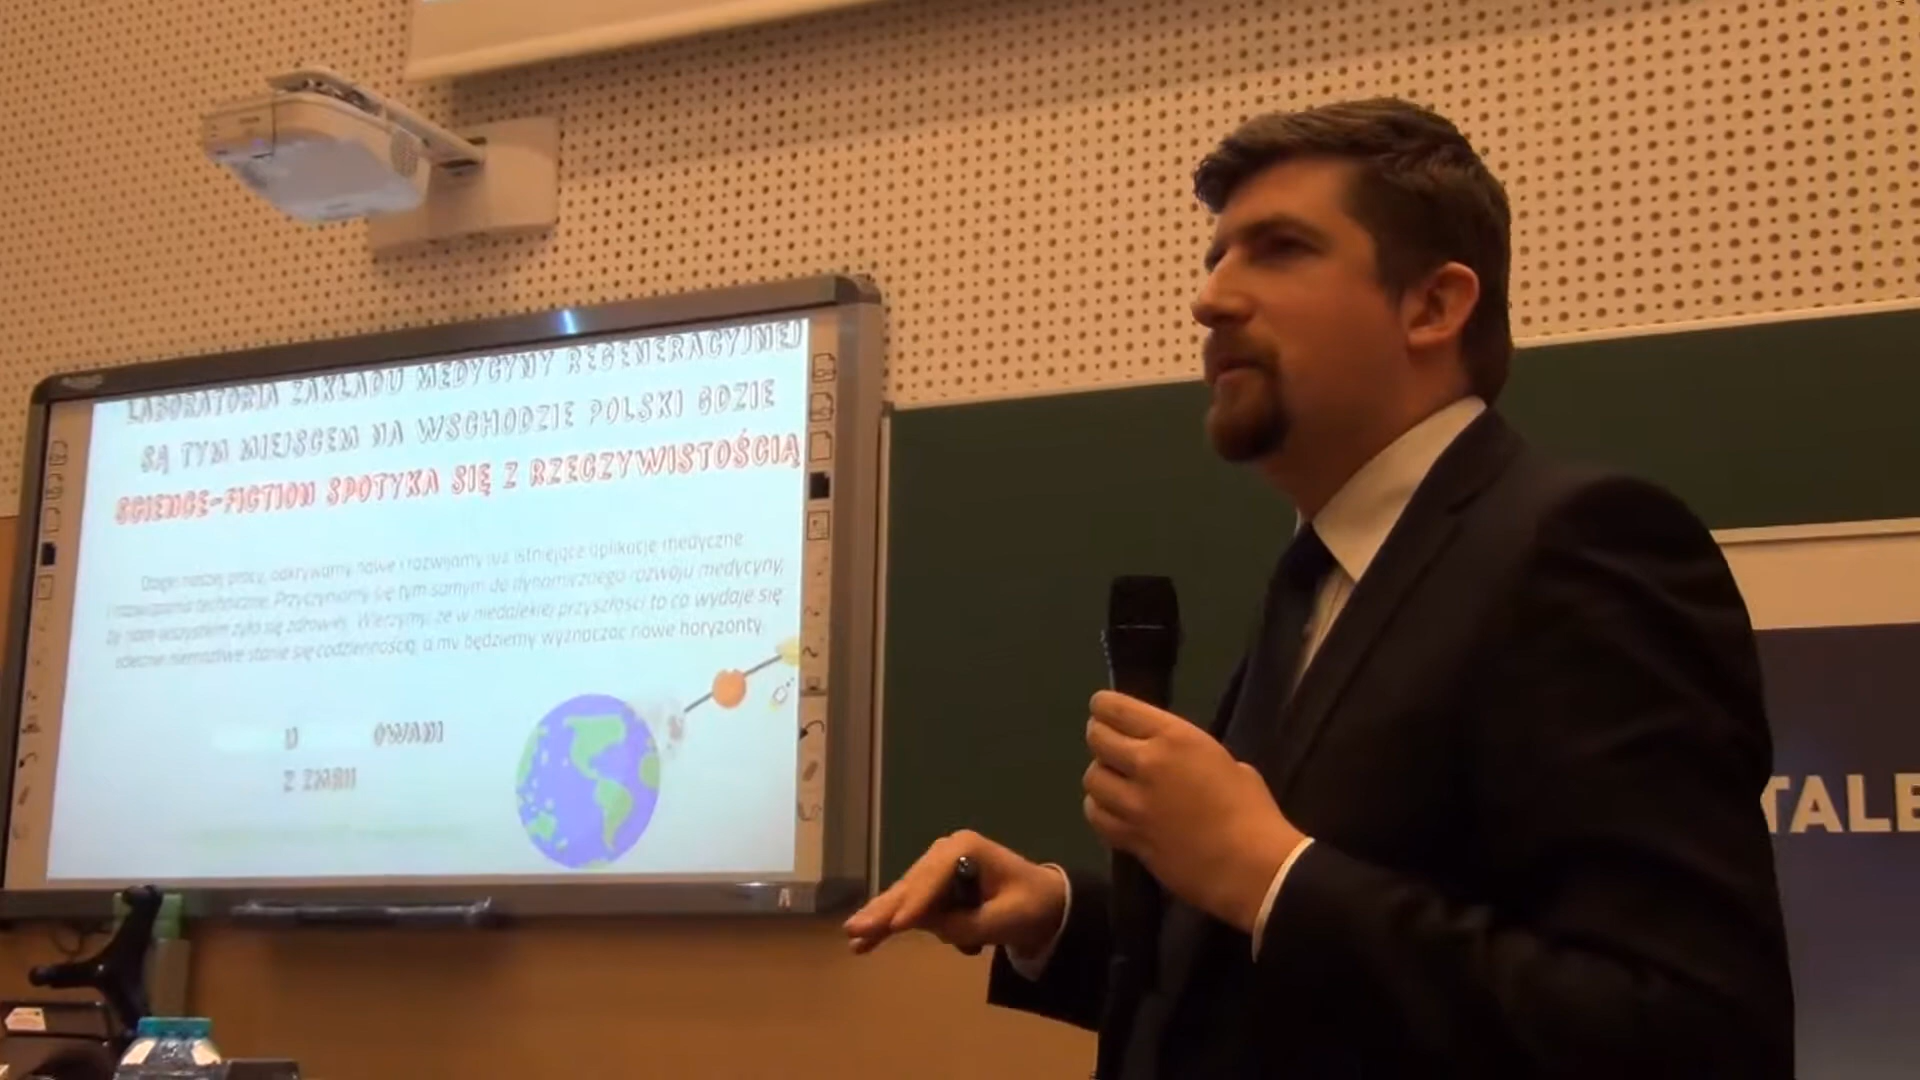 LABORATORIA ZAKŁADU MEDYCYNY REGENERACYJNEJ
SĄ TYM MIEJSCEM NA WSCHODZIE POLSKI GDZIE
SCIENCE-FICTION SPOTYKA SIĘ Z RZECZYWISTOŚCIĄ
Dzięki naszej pracy, odkrywamy nowe i rozwijamy już istniejące aplikacje medyczne
i rozwiązania techniczne. Przyczyniamy się tym samym do dynamicznego rozwoju medycyny,
by nam wszystkim żyło się zdrowiej. Wierzymy, że w niedalekiej przyszłości to co wydaje się
obecnie niemożliwe stanie się codziennością, a my będziemy wyznaczać nowe horyzonty.
U OWANI
Z ZMRII
TALE